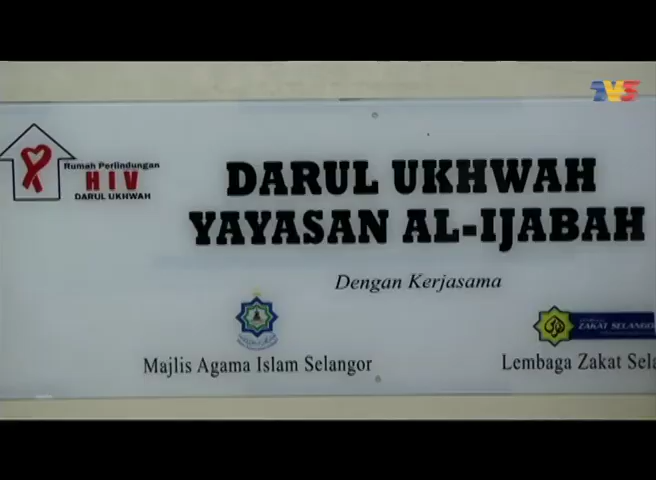 TVS
Rumah Perlindungan
HIV
DARUL UKHWAH
DARUL UKHWAH
YAYASAN AL-IJABAH
Dengan Kerjasama
ZAKAT SELANGOR
Majlis Agama Islam Selangor
Lembaga Zakat Sela